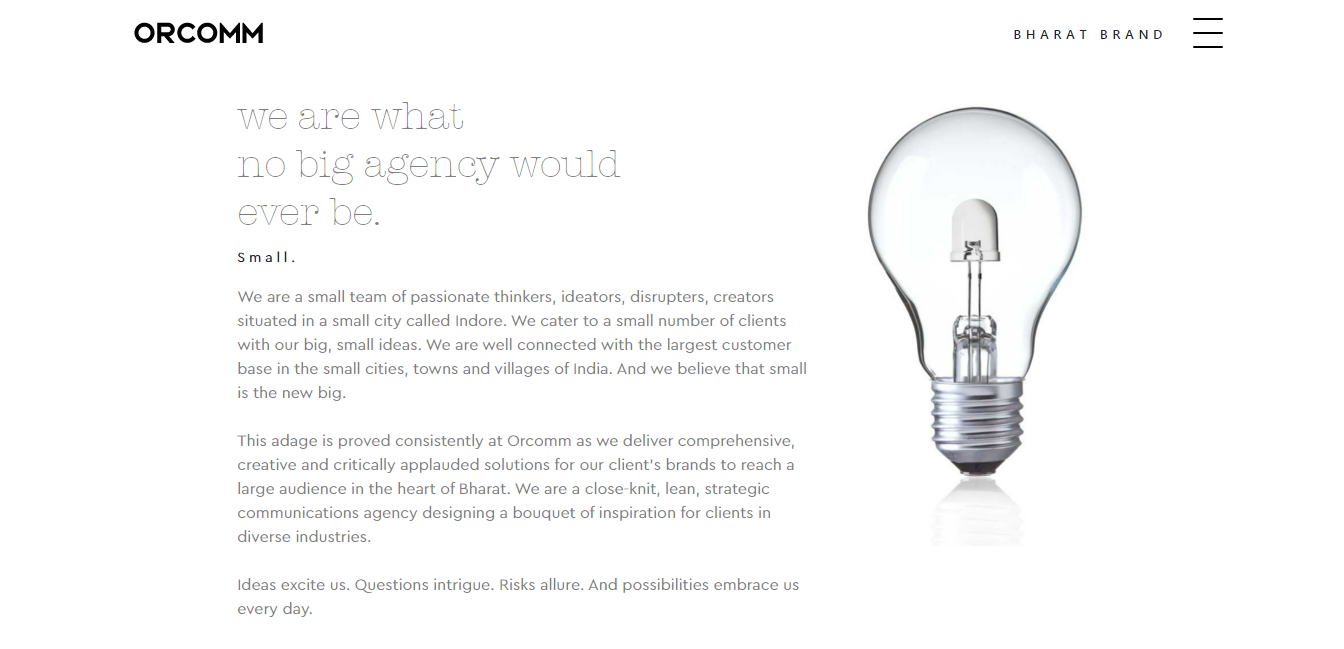 ORCOMM
BHARAT BRAND
we are what
no big agency would
ever be.
Small.
We are a small team of passionate thinkers, ideators, disrupters, creators
situated in a small city called Indore. We cater to a small number of clients
with our big, small ideas. We are well connected with the largest customer
base in the small cities, towns and villages of India. And we believe that small
is the new big.
This adage is proved consistently at Orcomm as we deliver comprehensive,
creative and critically applauded solutions for our client's brands to reach a
large audience in the heart of Bharat. We are a close-knit, lean, strategic
communications agency designing a bouquet of inspiration for clients in
diverse industries.
Ideas excite us. Questions intrigue. Risks allure. And possibilities embrace us
every day.